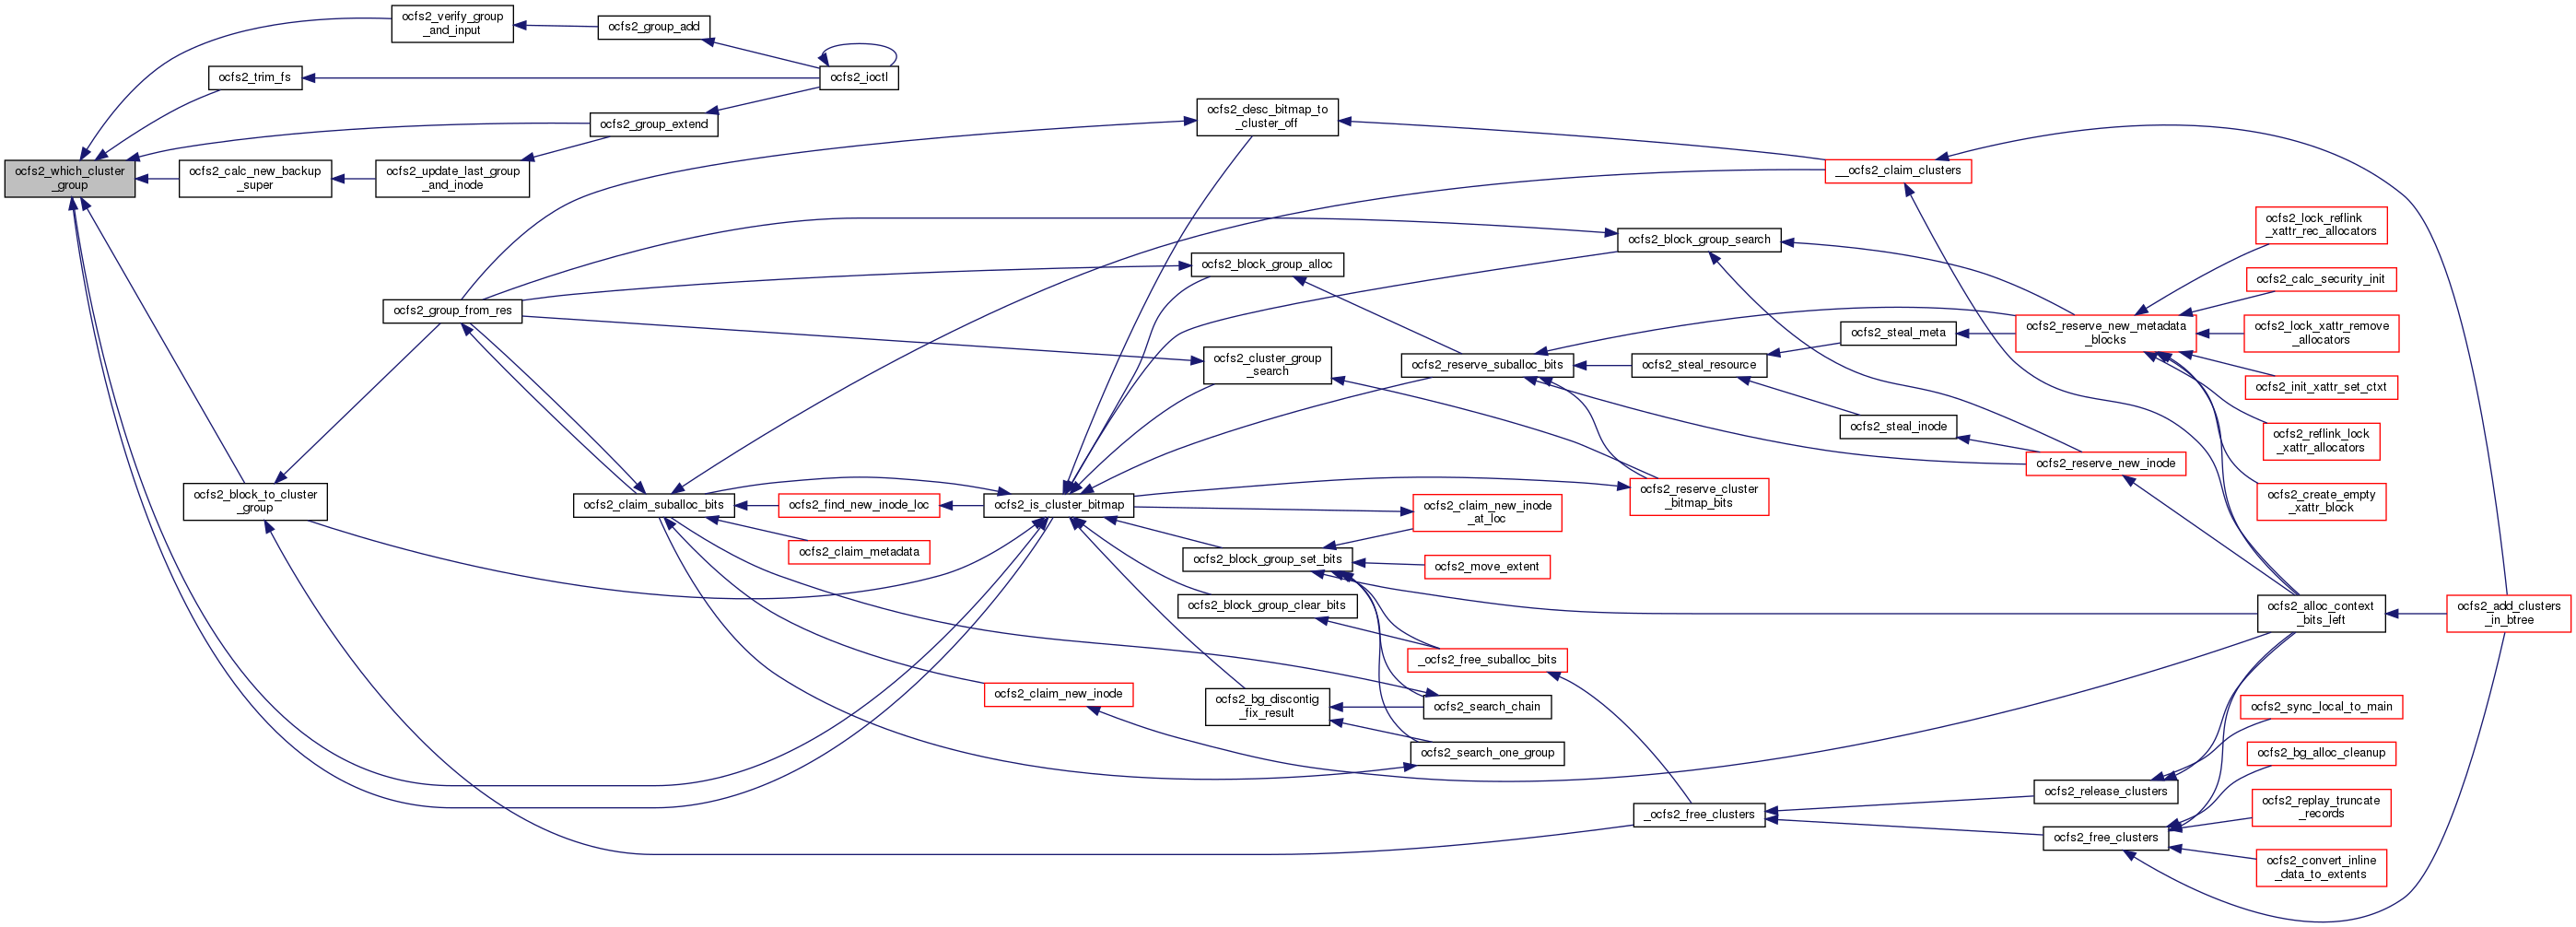 ocfs2_which_cluster
_group
ocfs2_verify_group
_and_input
ocfs2_group_add
ocfs2_trim_fs
ocfs2_ioctl
ocfs2_group_extend
ocfs2_calc_new_backup
_super
ocfs2_update_last_group
_and_inode
ocfs2_block_to_cluster
_group
ocfs2_group_from_res
ocfs2_claim_suballoc_bits
ocfs2_find_new_inode_loc
ocfs2_claim_metadata
ocfs2_is_cluster_bitmap
ocfs2_claim_new_inode
ocfs2_desc_bitmap_to
_cluster_off
ocfs2_block_group_alloc
ocfs2_cluster_group
_search
ocfs2_block_group_set_bits
ocfs2_block_group_clear_bits
ocfs2_bg_discontig
_fix_result
ocfs2_reserve_suballoc_bits
ocfs2_claim_new_inode
_at_loc
ocfs2_move_extent
_ocfs2_free_suballoc_bits
ocfs2_search_chain
ocfs2_search_one_group
ocfs2_block_group_search
ocfs2_steal_resource
ocfs2_reserve_cluster
_bitmap_bits
_ocfs2_free_clusters
__ocfs2_claim_clusters
ocfs2_steal_meta
ocfs2_steal_inode
ocfs2_reserve_new_metadata
_blocks
ocfs2_reserve_new_inode
ocfs2_release_clusters
ocfs2_free_clusters
ocfs2_lock_reflink
_xattr_rec_allocators
ocfs2_calc_security_init
ocfs2_lock_xattr_remove
_allocators
ocfs2_init_xattr_set_ctxt
ocfs2_reflink_lock
_xattr_allocators
ocfs2_create_empty
_xattr_block
ocfs2_alloc_context
_bits_left
ocfs2_add_clusters
_in_btree
ocfs2_sync_local_to_main
ocfs2_bg_alloc_cleanup
ocfs2_replay_truncate
_records
ocfs2_convert_inline
_data_to_extents